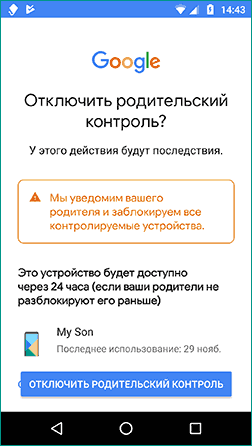 14:43
Google
Отключить родительский
контроль?
У этого действия будут последствия.
Мы уведомим вашего
родителя и заблокируем все
контролируемые устройства.
Это устройство будет доступно
через 24 часа (если ваши родители не
разблокируют его раньше)
My Son
Последнее использование: 29 нояб.
ОТКЛЮЧИТЬ РОДИТЕЛЬСКИЙ КОНТРОЛЬ